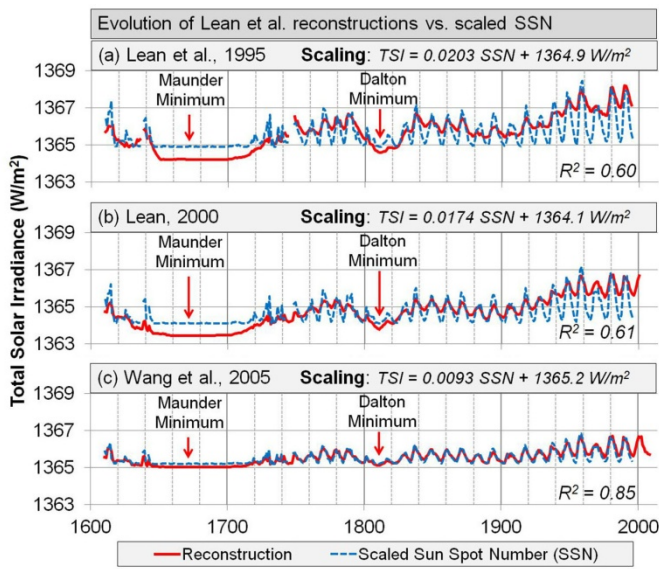 Evolution of Lean et al. reconstructions vs. scaled SSN
Total Solar Irradiance (W/m²)
(a) Lean et al., 1995 Scaling: TSI = 0.0203 SSN + 1364.9 W/m²
1369
1367
1365
1363
Maunder
Minimum
Dalton
Minimum
R² = 0.60
(b) Lean, 2000 Scaling: TSI = 0.0174 SSN + 1364.1 W/m²
1369
1367
1365
1363
Maunder
Minimum
Dalton
Minimum
R² = 0.61
(c) Wang et al., 2005 Scaling: TSI = 0.0093 SSN + 1365.2 W/m²
1369
1367
1365
1363
Maunder
Minimum
Dalton
Minimum
R² = 0.85
1600 1700 1800 1900 2000
Reconstruction Scaled Sun Spot Number (SSN)